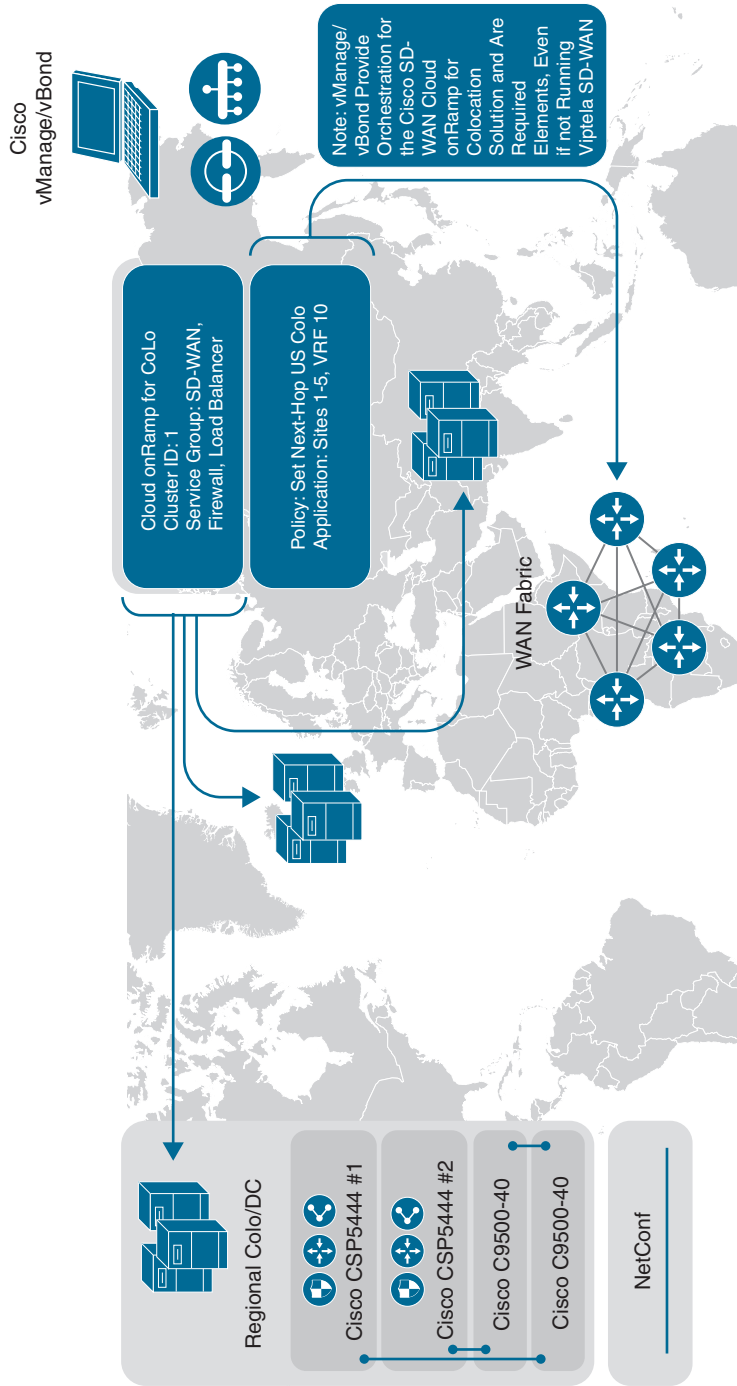 Cisco
vManage/vBond
Cloud onRamp for CoLo
Cluster ID: 1
Service Group: SD-WAN,
Firewall, Load Balancer
Policy: Set Next-Hop US Colo
Application: Sites 1-5, VRF 10
Note: vManage/
vBond Provide
Orchestration for
the Cisco SD-
WAN Cloud
onRamp for
Colocation
Solution and Are
Required
Elements, Even
if not Running
Viptela SD-WAN
WAN Fabric
Regional Colo/DC
Cisco CSP5444 #1
Cisco CSP5444 #2
Cisco C9500-40
Cisco C9500-40
NetConf